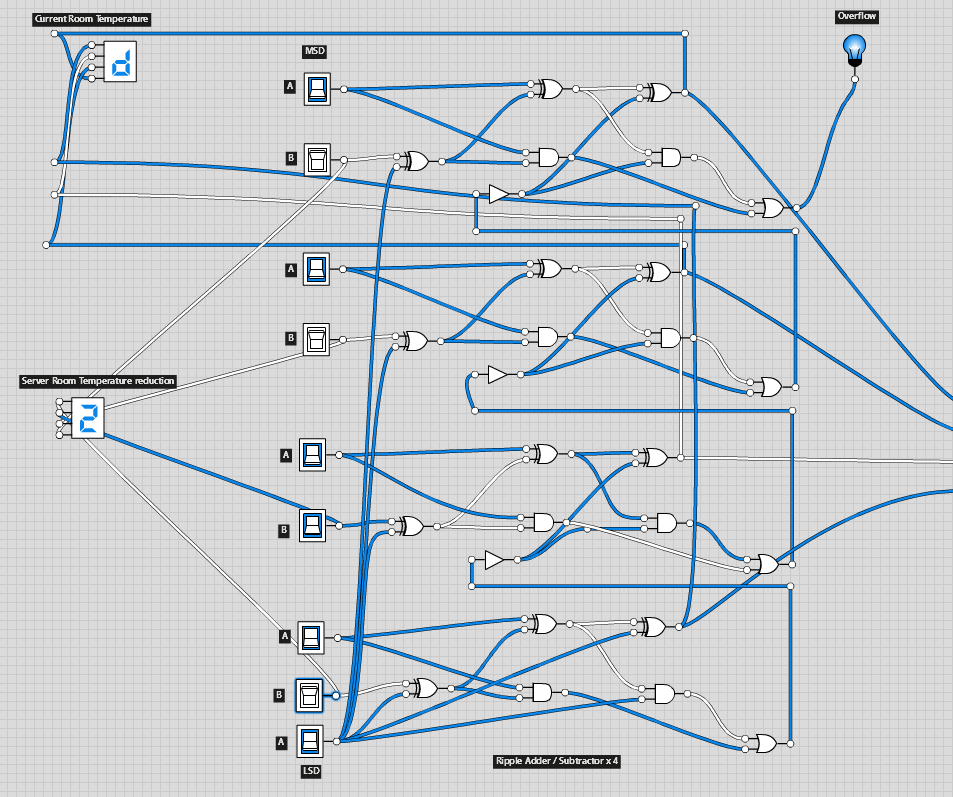 Current Room Temperature
Overflow
d
MSD
A
B
A
B
Server Room Temperature reduction
2
A
B
A
B
A
LSD
Ripple Adder / Subtractor x 4